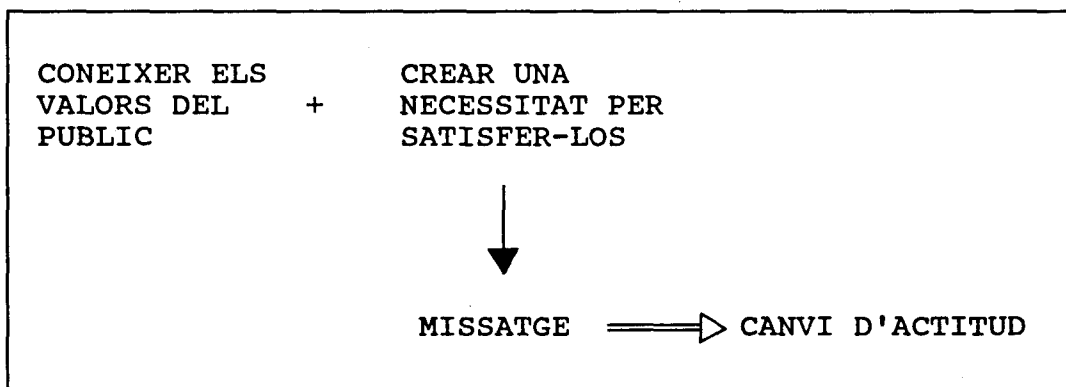 CONEIXER ELS
VALORS DEL +
PUBLIC
CREAR UNA
NECESSITAT PER
SATISFER-LOS
MISSATGE
CANVI D'ACTITUD